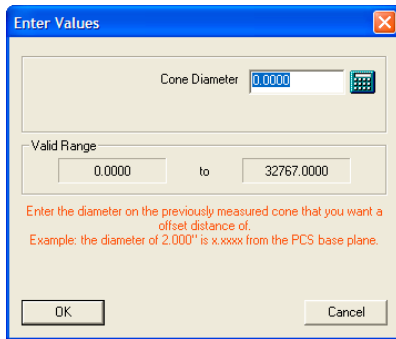 Enter Values
Cone Diameter 0.0000
Valid Range
0.0000 to 32767.0000
Enter the diameter on the previously measured cone that you want a
offset distance of.
Example: the diameter of 2.000" is x.xxxx from the PCS base plane.
OK Cancel